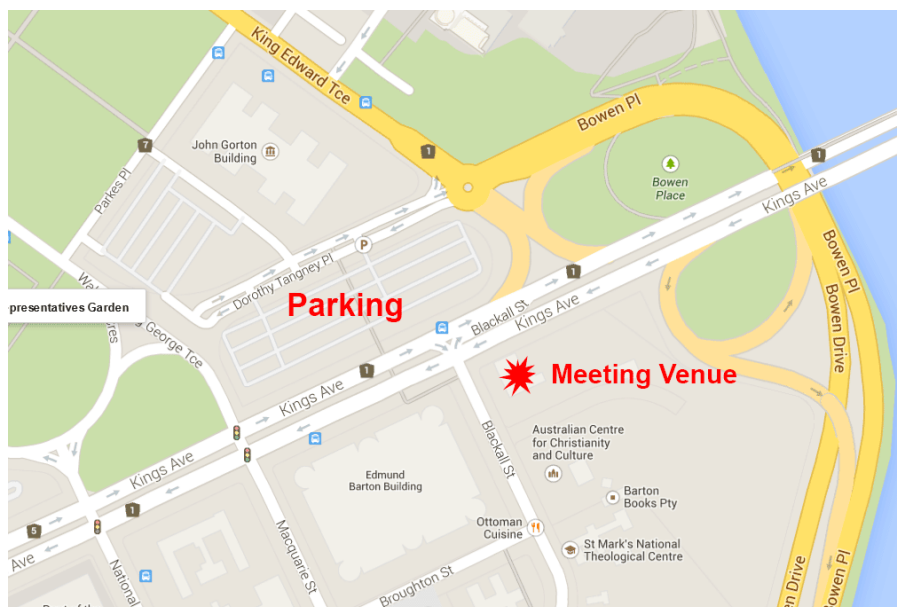 King Edward Tce
Bowen Pl
John Gorton
Building
7
1
1
Parkes Pl
Bowen
Place
Kings Ave
P
Dorothy Tangney Pl
1
Bowen Pl
Bowen Drive
epresentatives Garden
Parking
Blackall St
Kings Ave
George Tce
1
Meeting Venue
Kings Ave
Blackall St
Australian Centre
for Christianity
and Culture
Kings Ave
Edmund
Barton Building
Barton
Books Pty
5
1
Ottoman
Cuisine
St Mark's National
Theological Centre
Ave
National
Macquarie St
Broughton St
en Drive
owen Pl